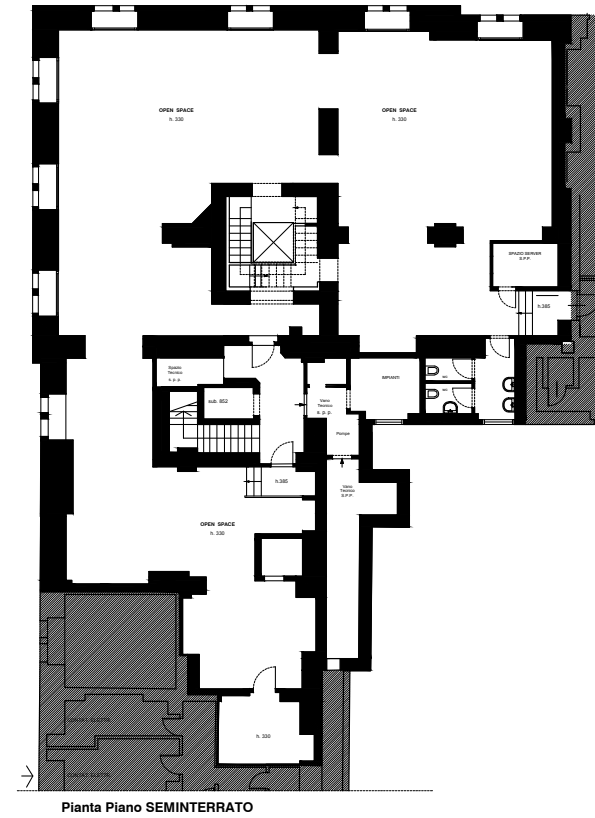 OPEN SPACE
h. 330
OPEN SPACE
h. 330
SPAZIO SERVER
S.P.P.
h.385
Spazio
Tecnico
s. p. p.
sub. 852
Vano
Tecnico
s. p. p.
IMPIANTI
Pompe
h.385
Vano
Tecnico
S.P.P.
OPEN SPACE
h. 330
h. 330
Pianta Piano SEMINTERRATO